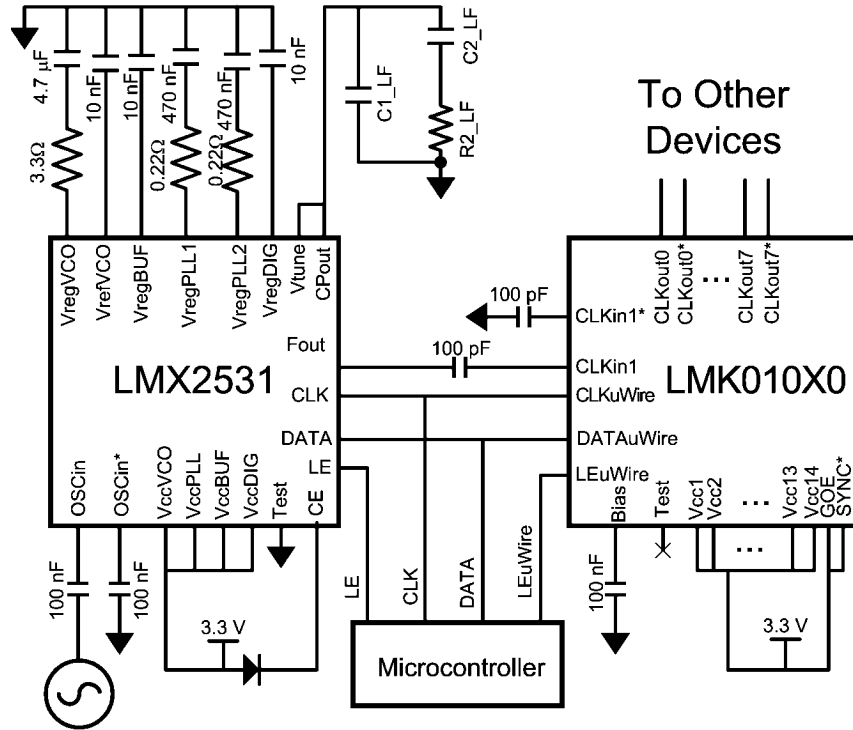 4.7 µF
10 nF
10 nF
470 nF
470 nF
10 nF
3.3Ω
0.22Ω
0.22Ω
C1_LF
C2_LF
R2_LF
To Other
Devices
VregVCO
VrefVCO
VregBUF
VregPLL1
VregPLL2
VregDIG
Vtune
CPout
CLKout0
CLKout0*
...
CLKout7
CLKout7*
100 pF
CLKin1*
Fout
100 pF
CLKin1
LMX2531
LMK010X0
CLK
CLKuWire
DATA
DATAuWire
LE
LEuWire
OSCin
OSCin*
VccVCO
VccPLL
VccBUF
VccDIG
Test
CE
Bias
Test
Vcc1
Vcc2
...
Vcc13
Vcc14
GOE
SYNC*
...
100 nF
100 nF
LE
CLK
DATA
LEuWire
100 nF
3.3 V
3.3 V
Microcontroller